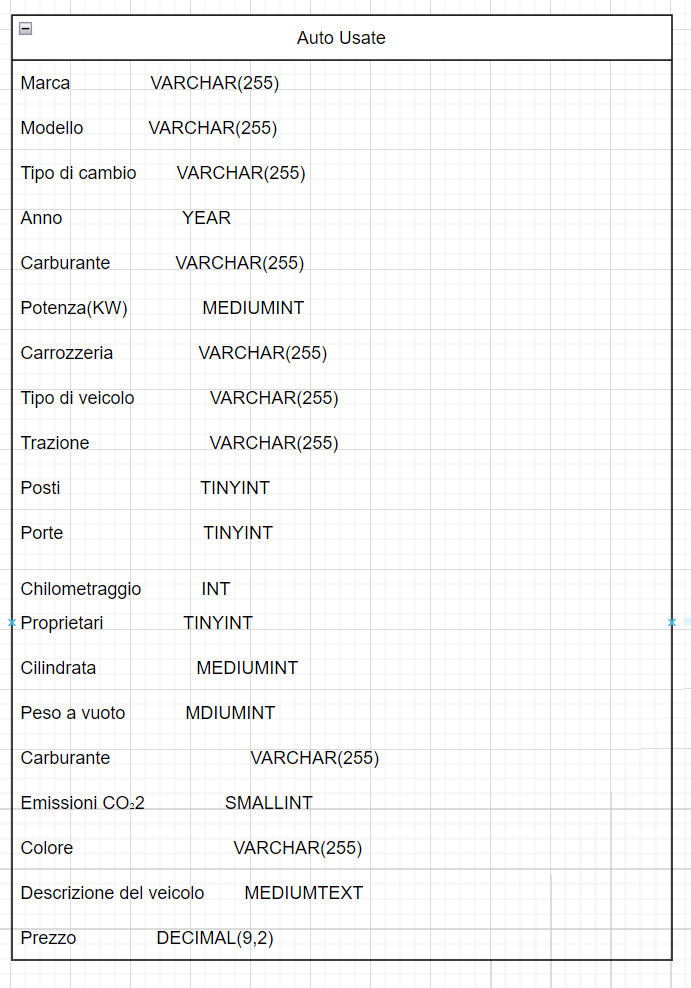 Auto Usate
Marca VARCHAR(255)
Modello VARCHAR(255)
Tipo di cambio VARCHAR(255)
Anno YEAR
Carburante VARCHAR(255)
Potenza(KW) MEDIUMINT
Carrozzeria VARCHAR(255)
Tipo di veicolo VARCHAR(255)
Trazione VARCHAR(255)
Posti TINYINT
Porte TINYINT
Chilometraggio INT
Proprietari TINYINT
Cilindrata MEDIUMINT
Peso a vuoto MDIUMINT
Carburante VARCHAR(255)
Emissioni CO₂2 SMALLINT
Colore VARCHAR(255)
Descrizione del veicolo MEDIUMTEXT
Prezzo DECIMAL(9,2)